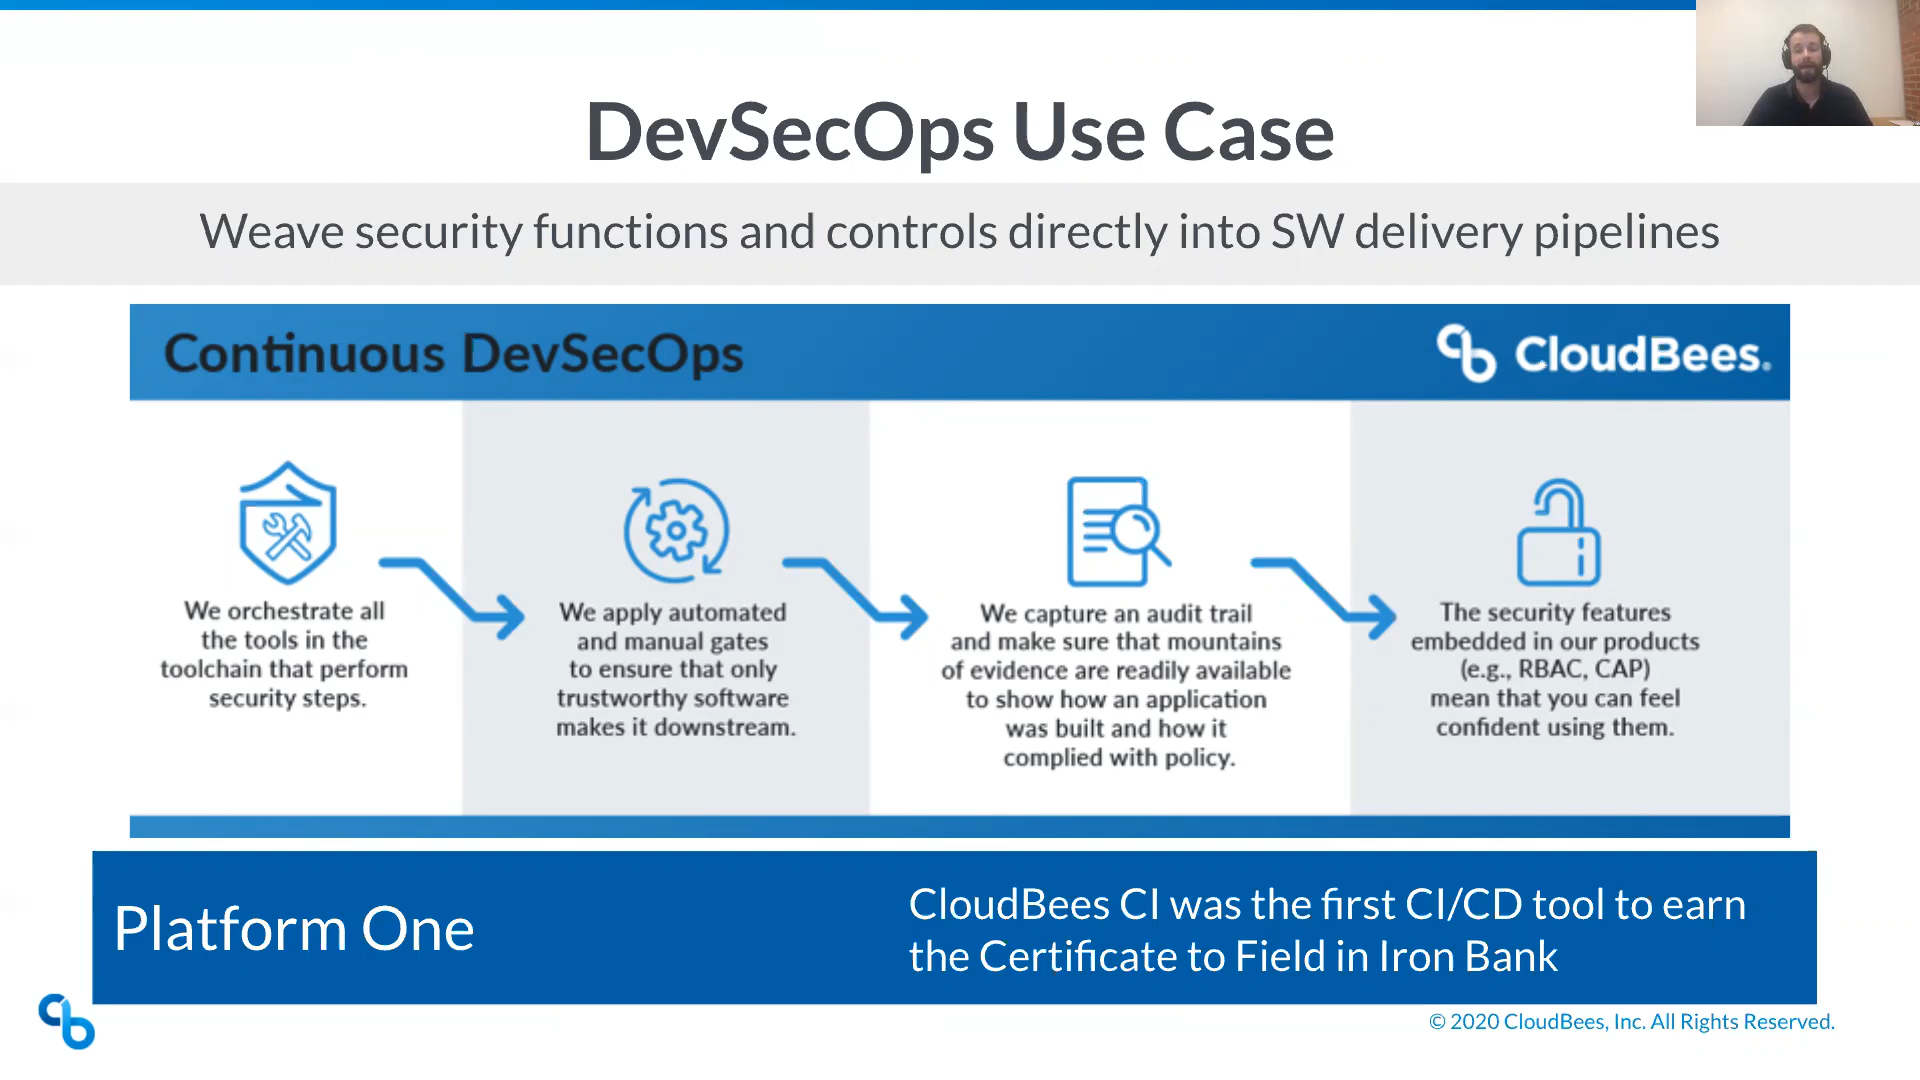 DevSecOps Use Case
Weave security functions and controls directly into SW delivery pipelines
Continuous DevSecOps
CloudBees.
We orchestrate all
the tools in the
toolchain that perform
security steps.
We apply automated
and manual gates
to ensure that only
trustworthy software
makes it downstream.
We capture an audit trail
and make sure that mountains
of evidence are readily available
to show how an application
was built and how it
complied with policy.
The security features
embedded in our products
(e.g., RBAC, CAP)
mean that you can feel
confident using them.
Platform One
CloudBees CI was the first CI/CD tool to earn
the Certificate to Field in Iron Bank
© 2020 CloudBees, Inc. All Rights Reserved.